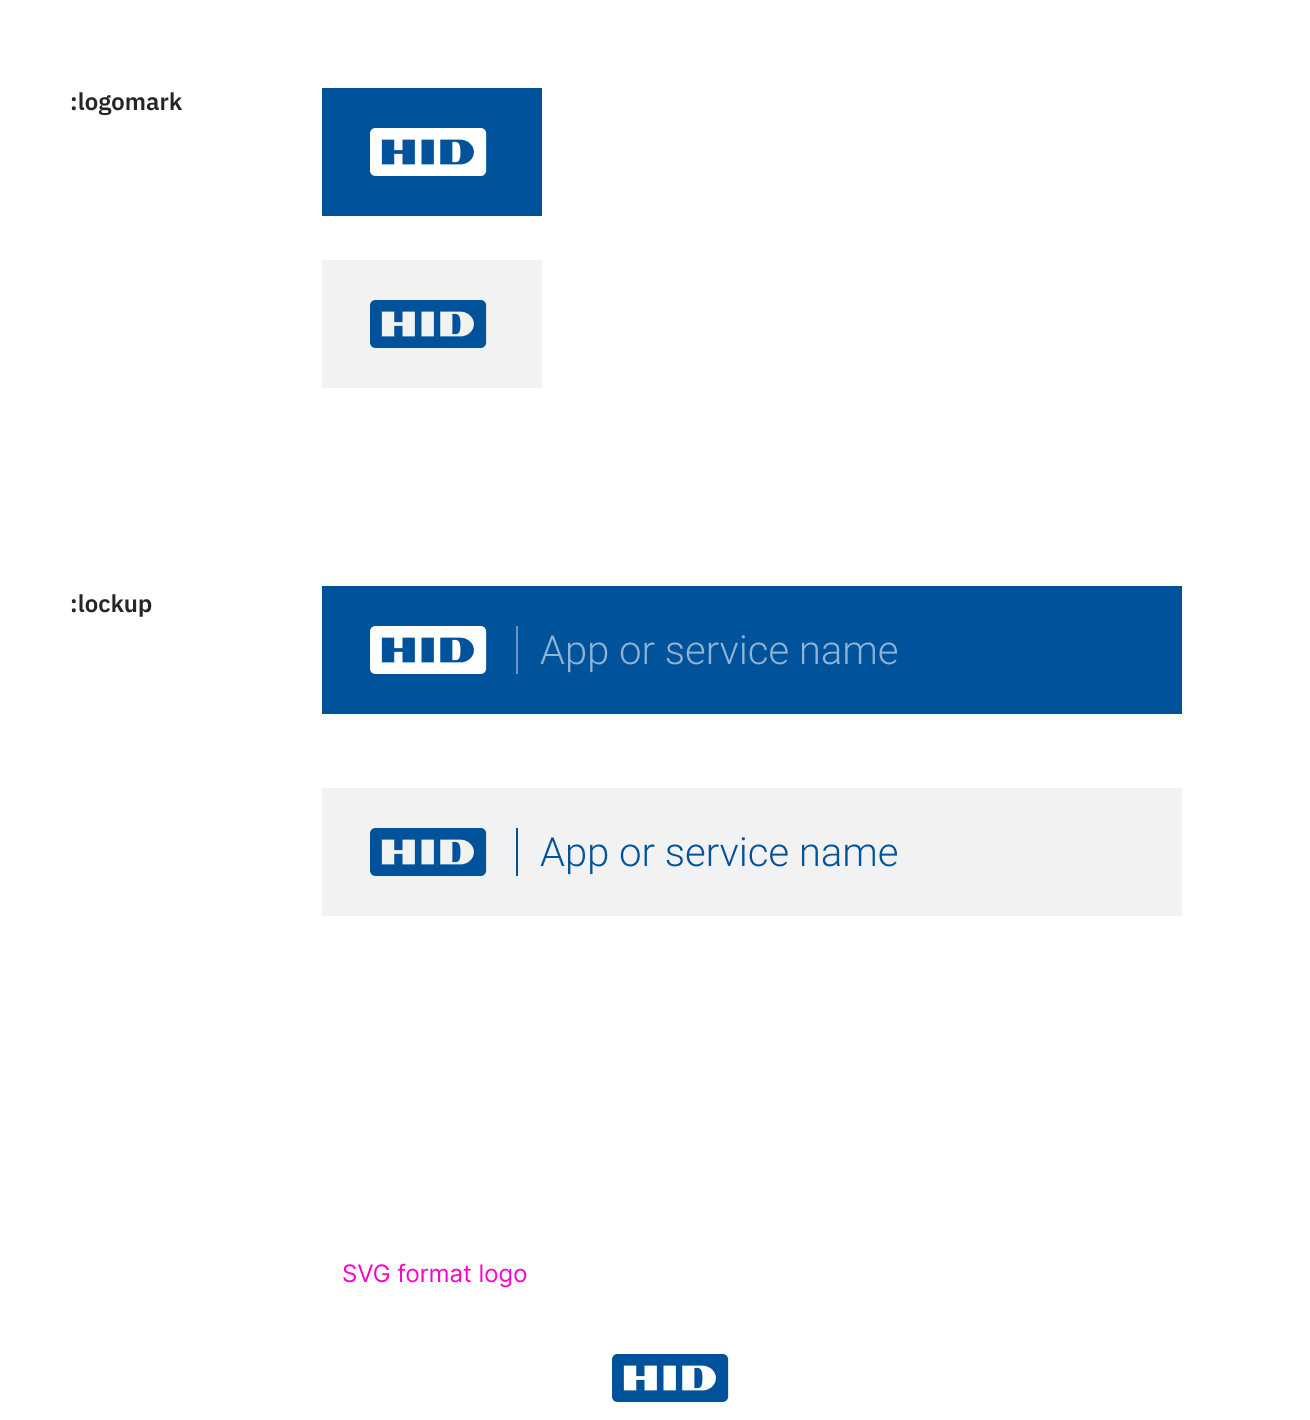 :logomark
HID
HID
:lockup
HID App or service name
HID App or service name
SVG format logo
HID